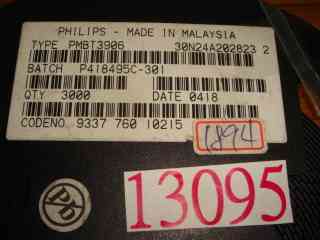 PHILIPS - MADE IN MALAYSIA
TYPE PMBT3906 30N24A202823 2
BATCH P418495C-301
QTY 3000 DATE 0418
CODENO 9337 760 10215
1894
13095